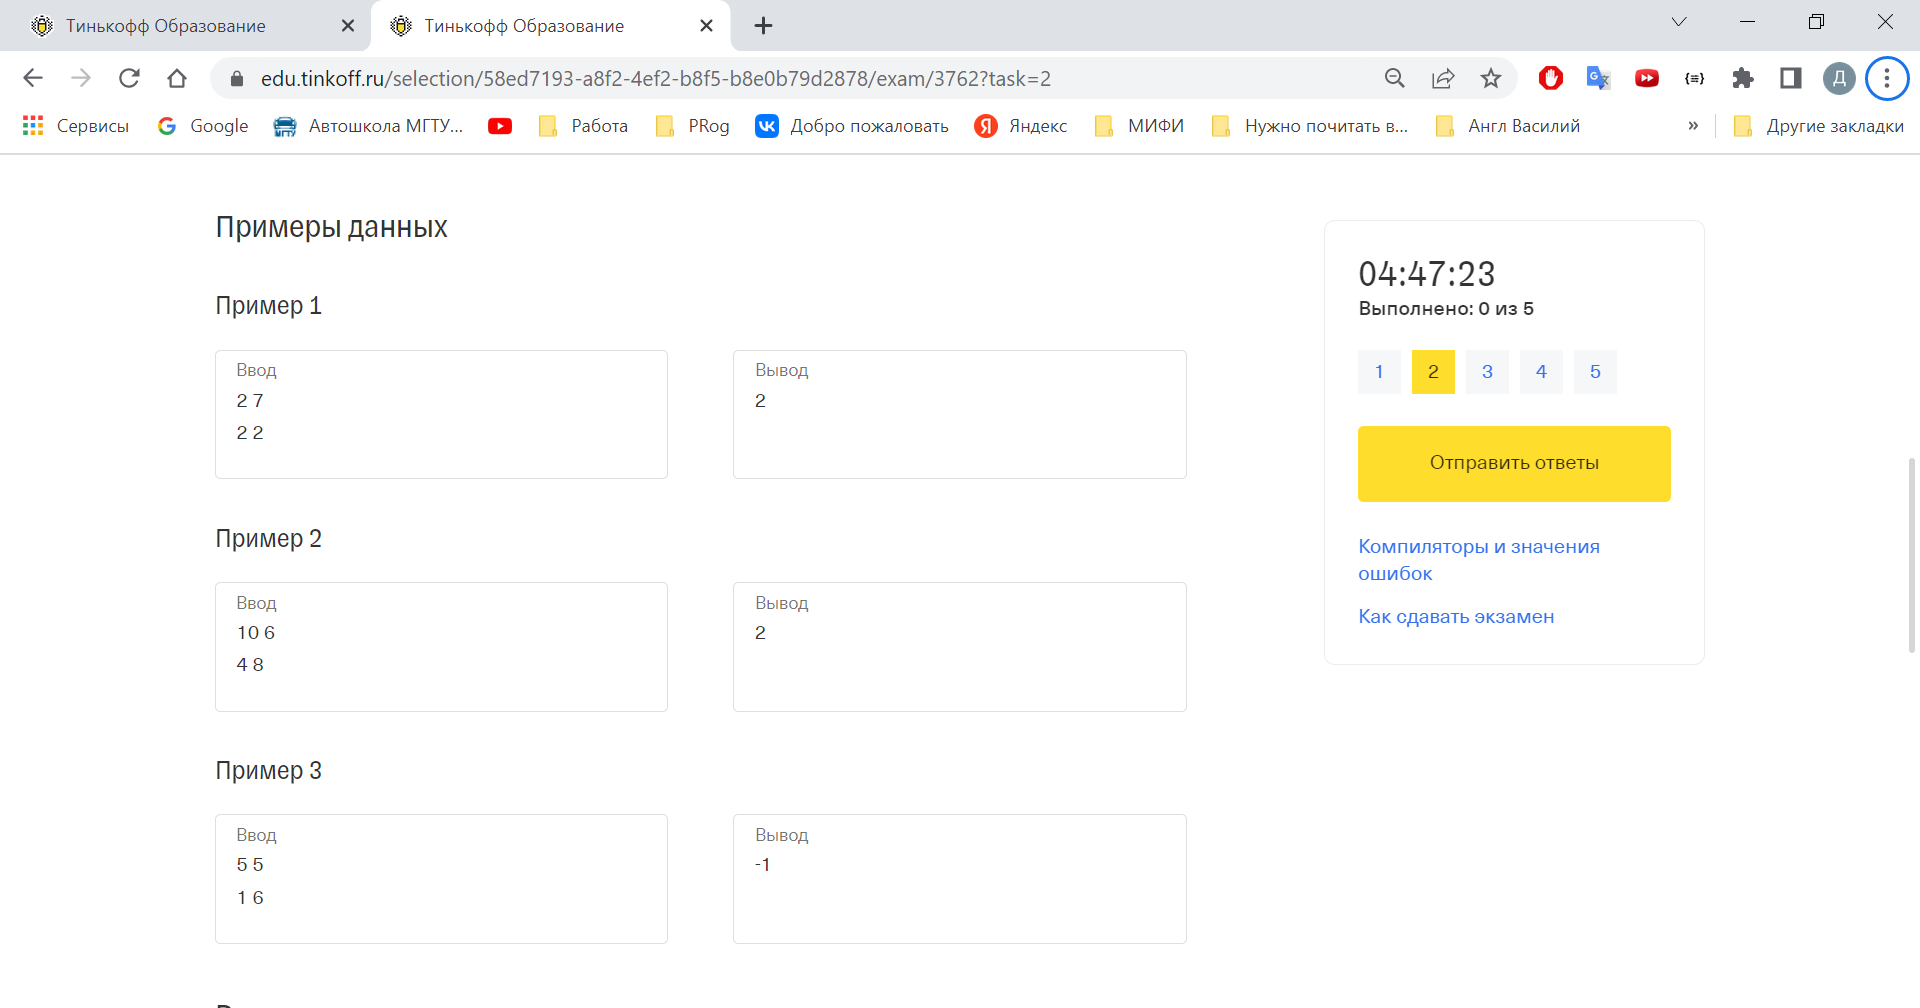 Тинькофф Образование
Тинькофф Образование
edu.tinkoff.ru/selection/58ed7193-a8f2-4ef2-b8f5-b8e0b79d2878/exam/3762?task=2
Д
Сервисы
Google
Автошкола МГТУ...
Работа
PRog
Добро пожаловать
Яндекс
МИФИ
Нужно почитать в...
Англ Василий
»
Другие закладки
Примеры данных
Пример 1
Ввод
2 7
2 2
Вывод
2
Пример 2
Ввод
10 6
4 8
Вывод
2
Пример 3
Ввод
5 5
1 6
Вывод
-1
04:47:23
Выполнено: 0 из 5
1 2 3 4 5
Отправить ответы
Компиляторы и значения
ошибок
Как сдавать экзамен